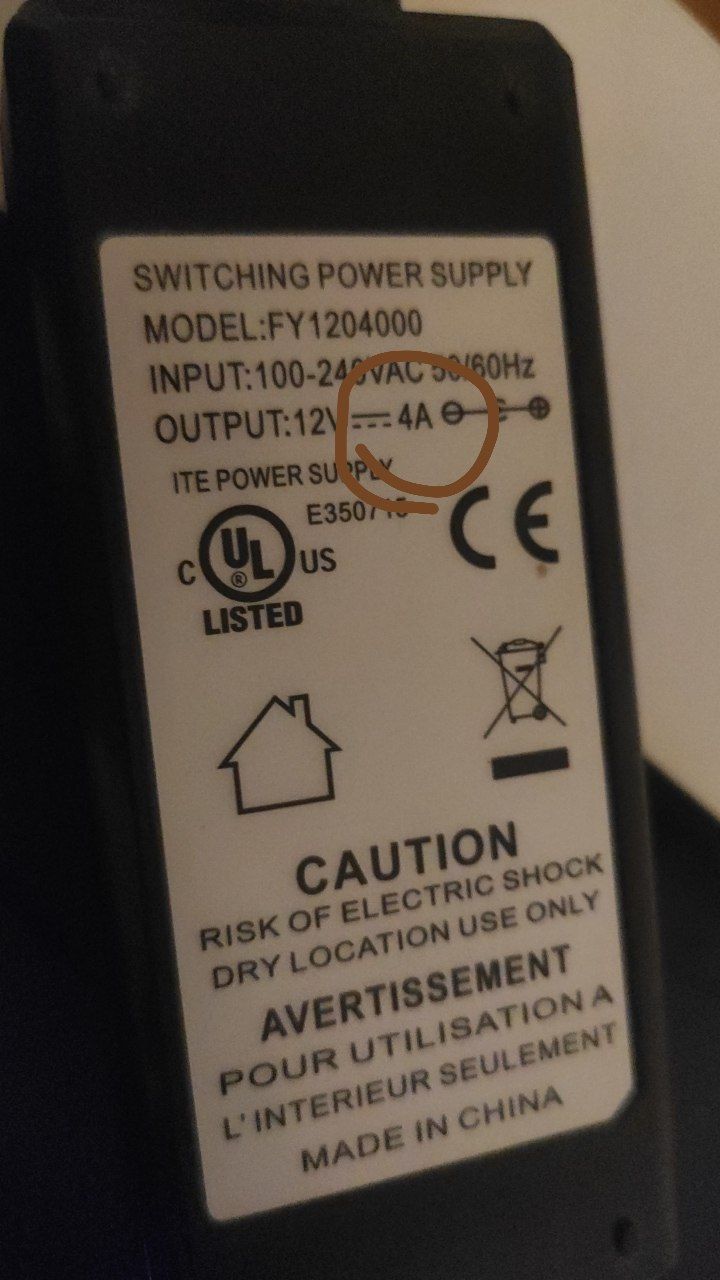 SWITCHING POWER SUPPLY
MODEL:FY1204000
INPUT:100-240VAC 50/60Hz
OUTPUT:12V⎓4A
ITE POWER SUPPLY
C UL® US
LISTED
CE
CAUTION
RISK OF ELECTRIC SHOCK
DRY LOCATION USE ONLY
AVERTISSEMENT
POUR UTILISATION A
L'INTERIEUR SEULEMENT
MADE IN CHINA